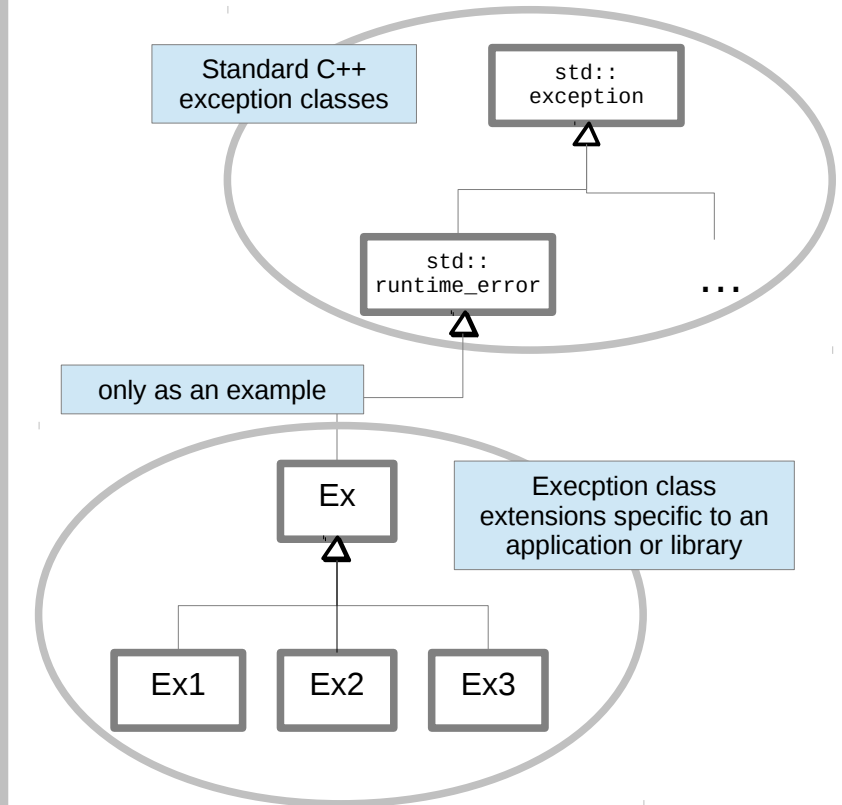 Standard C++
exception classes
std::
exception
std::
runtime_error
...
only as an example
Ex
Execption class
extensions specific to an
application or library
Ex1
Ex2
Ex3